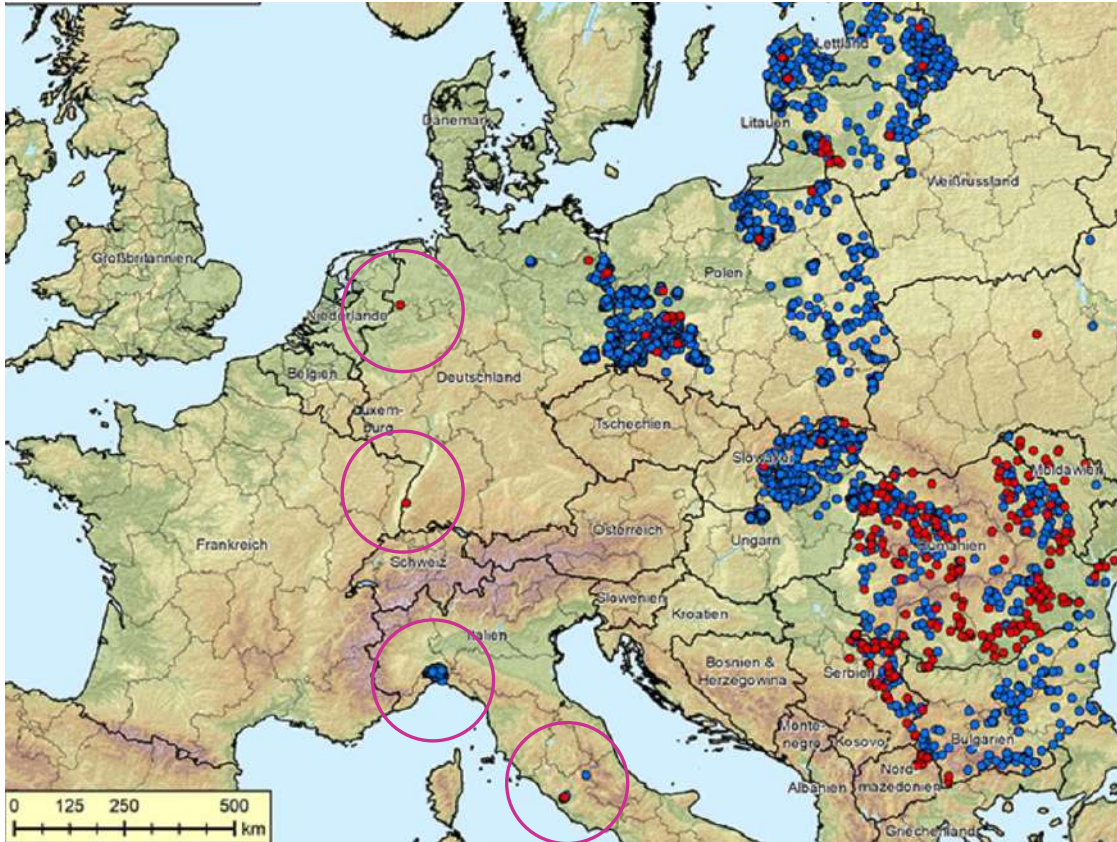 Lettland
Dänemark
Litauen
Weißrussland
Großbritannien
Polen
Niederlande
Belgien
Deutschland
Luxem-
burg
Tschechien
Slowakei
Moldawien
Österreich
Ungarn
Rumänien
Frankreich
Schweiz
Slowenien
Kroatien
Italien
Bosnien &
Herzegowina
Serbien
Monte-
negro
Kosovo
Bulgarien
Nord
mazedonien
Albanien
Griechenland
0 125 250 500
km